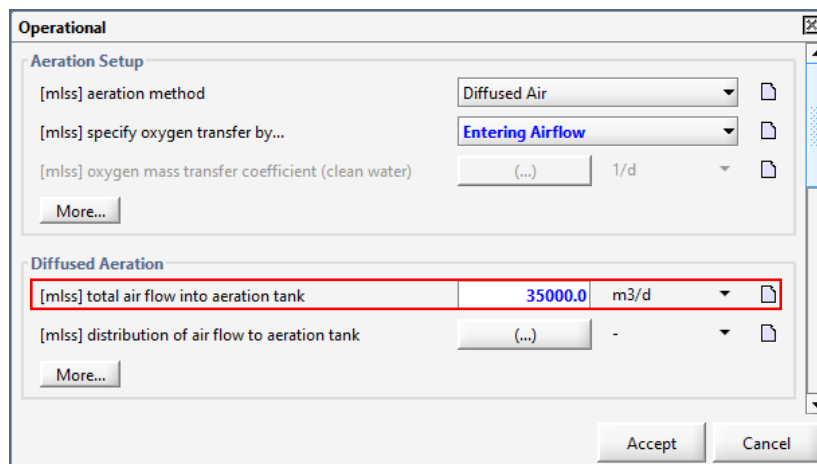 Operational
Aeration Setup
[mlss] aeration method Diffused Air
[mlss] specify oxygen transfer by... Entering Airflow
[mlss] oxygen mass transfer coefficient (clean water) (...) 1/d
More...
Diffused Aeration
[mlss] total air flow into aeration tank 35000.0 m3/d
[mlss] distribution of air flow to aeration tank (...) -
More...
Accept Cancel